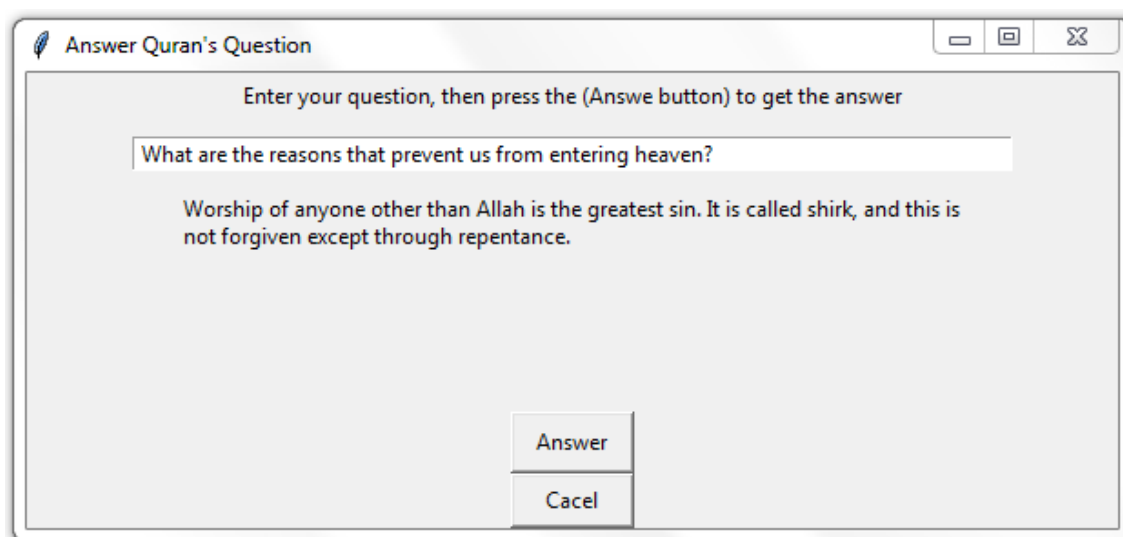 Answer Quran's Question
Enter your question, then press the (Answe button) to get the answer
What are the reasons that prevent us from entering heaven?
Worship of anyone other than Allah is the greatest sin. It is called shirk, and this is
not forgiven except through repentance.
Answer
Cacel